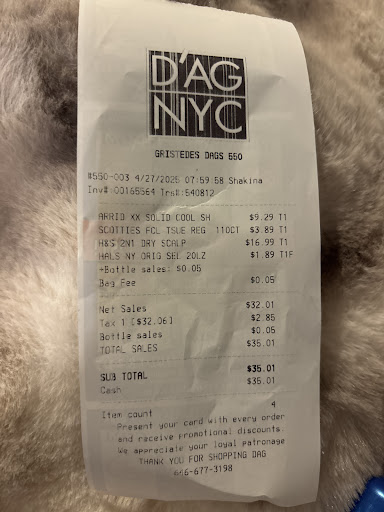 D'AG
NYC
GRISTEDES DAGS 550
#550-003 4/27/2025 07:59:58 Shakina
Inv# 00165564 Trs#:540812
ARRID XX SOLID COOL SH $9.29 T1
SCOTTIES FCL TSUE REG 110CT $3.89 T1
H&S 2N1 DRY SCALP $16.99 T1
HALS NY ORIG SEL 20LZ $1.89 T1F
+Bottle sales: $0.05
Bag Fee $0.05
Net Sales $32.01
Tax 1 [$32.06] $2.85
Bottle sales $0.05
TOTAL SALES $35.01
SUB TOTAL $35.01
Cash $35.01
Item count 4
Present your card with every order
and receive promotional discounts.
We appreciate your loyal patronage
THANK YOU FOR SHOPPING DAG
646-677-3198